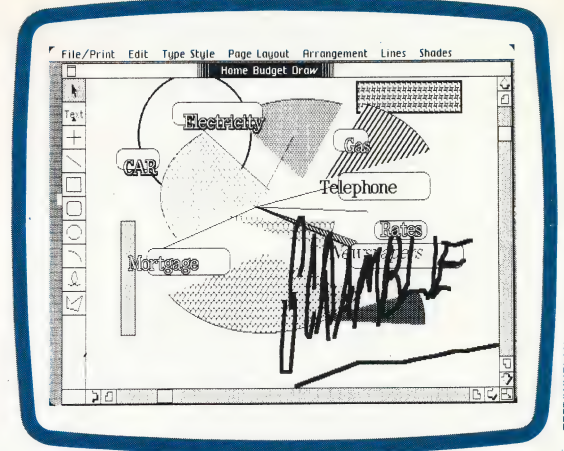 File/Print Edit Type Style Page Layout Arrangement Lines Shades
Home Budget Draw
Text
Electricity
Gas
CAR
Telephone
Rates
Newspapers
Mortgage
SCRAMBLE